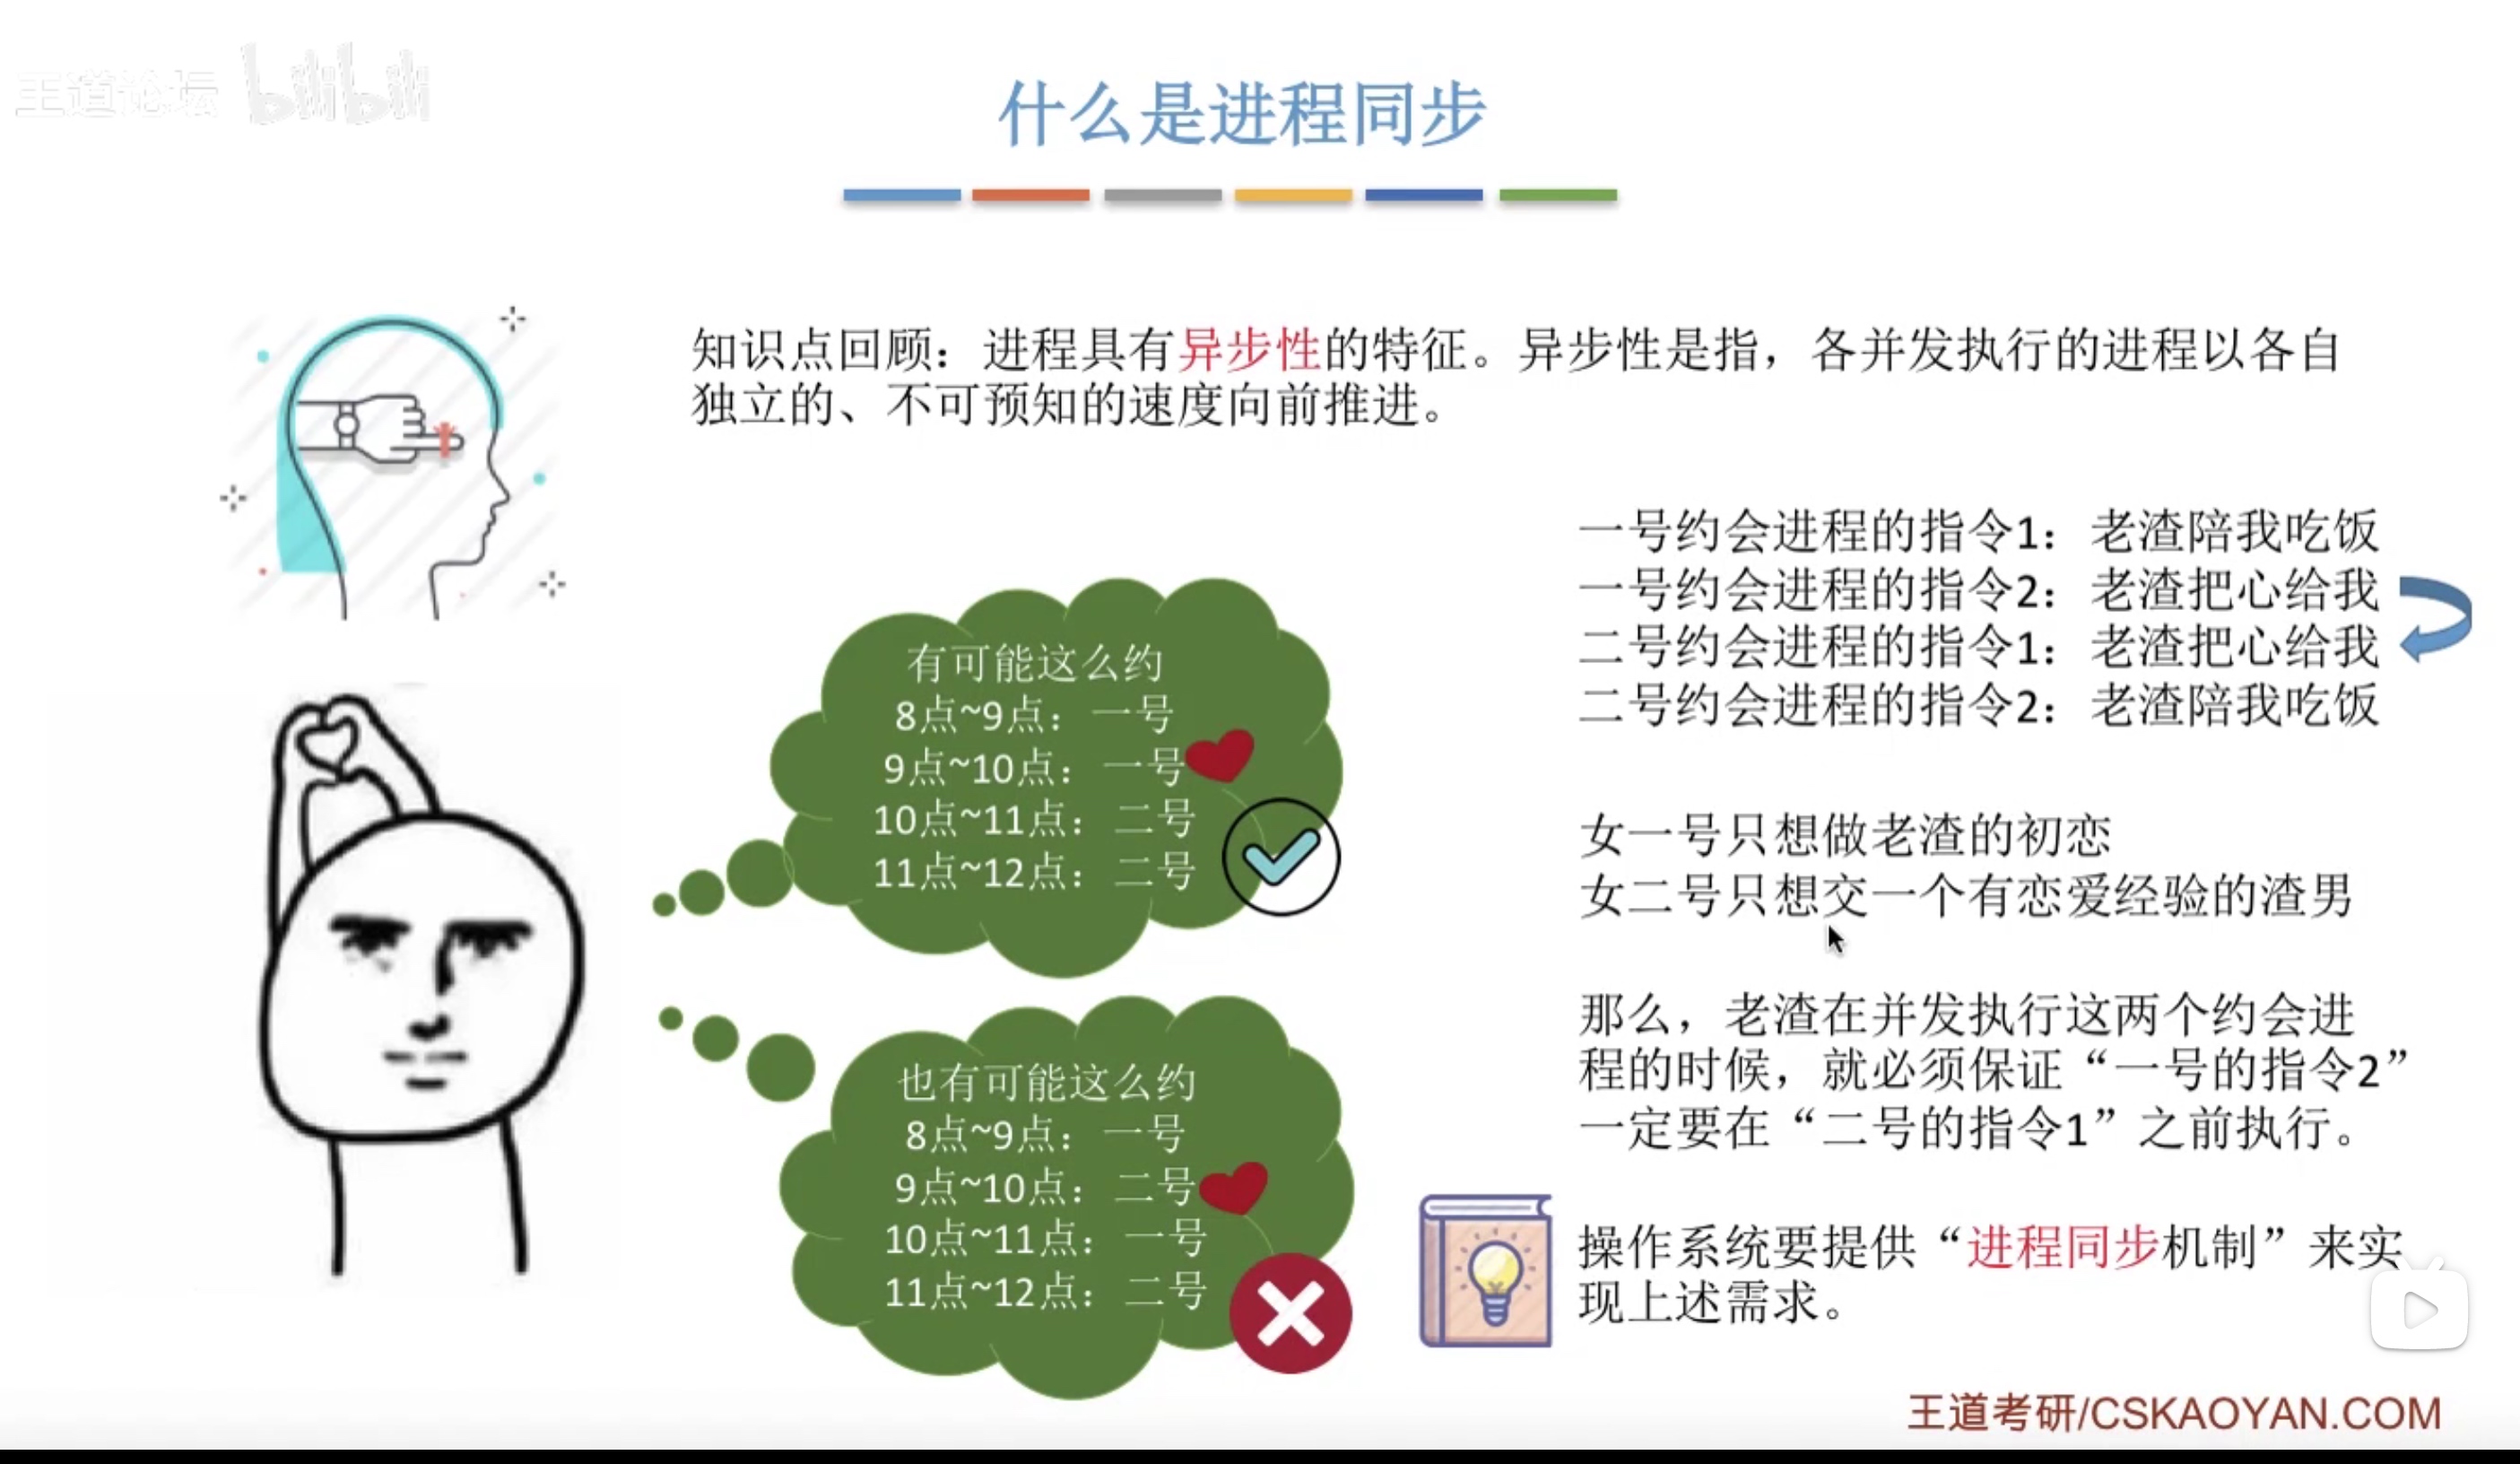 王道论坛 bilibili
什么是进程同步
知识点回顾：进程具有异步性的特征。异步性是指，各并发执行的进程以各自
独立的、不可预知的速度向前推进。
一号约会进程的指令1：老渣陪我吃饭
一号约会进程的指令2：老渣把心给我
二号约会进程的指令1：老渣把心给我
二号约会进程的指令2：老渣陪我吃饭
有可能这么约
8点~9点：一号
9点~10点：一号
10点~11点：二号
11点~12点：二号
女一号只想做老渣的初恋
女二号只想交一个有恋爱经验的渣男
那么，老渣在并发执行这两个约会进
程的时候，就必须保证“一号的指令2”
一定要在“二号的指令1”之前执行。
也有可能这么约
8点~9点：一号
9点~10点：二号
10点~11点：一号
11点~12点：二号
操作系统要提供“进程同步机制”来实
现上述需求。
王道考研/CSKAOYAN.COM